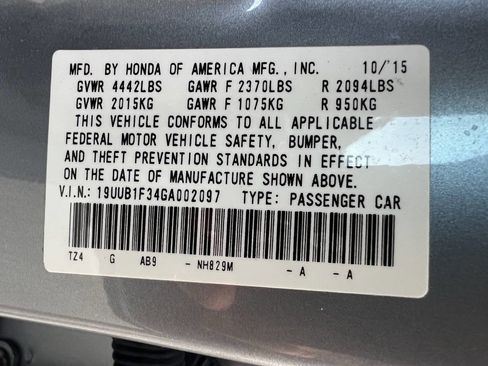 MFD. BY HONDA OF AMERICA MFG., INC. 10/'15
GVWR 4442LBS GAWR F 2370LBS R 2094LBS
GVWR 2015KG GAWR F 1075KG R 950KG
THIS VEHICLE CONFORMS TO ALL APPLICABLE
FEDERAL MOTOR VEHICLE SAFETY, BUMPER,
AND THEFT PREVENTION STANDARDS IN EFFECT
ON THE DATE OF MANUFACTURE SHOWN ABOVE.
V.I.N.: 19UUB1F34GA002097 TYPE: PASSENGER CAR
TZ4 G AB9 - NH829M - A - A